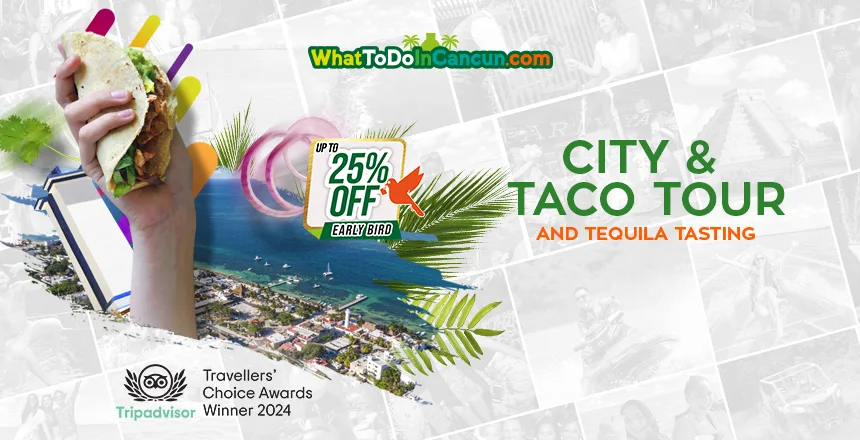 WhatToDoInCancun.com
UP TO
25%
OFF
EARLY BIRD
CITY &
TACO TOUR
AND TEQUILA TASTING
Tripadvisor
Travellers'
Choice Awards
Winner 2024